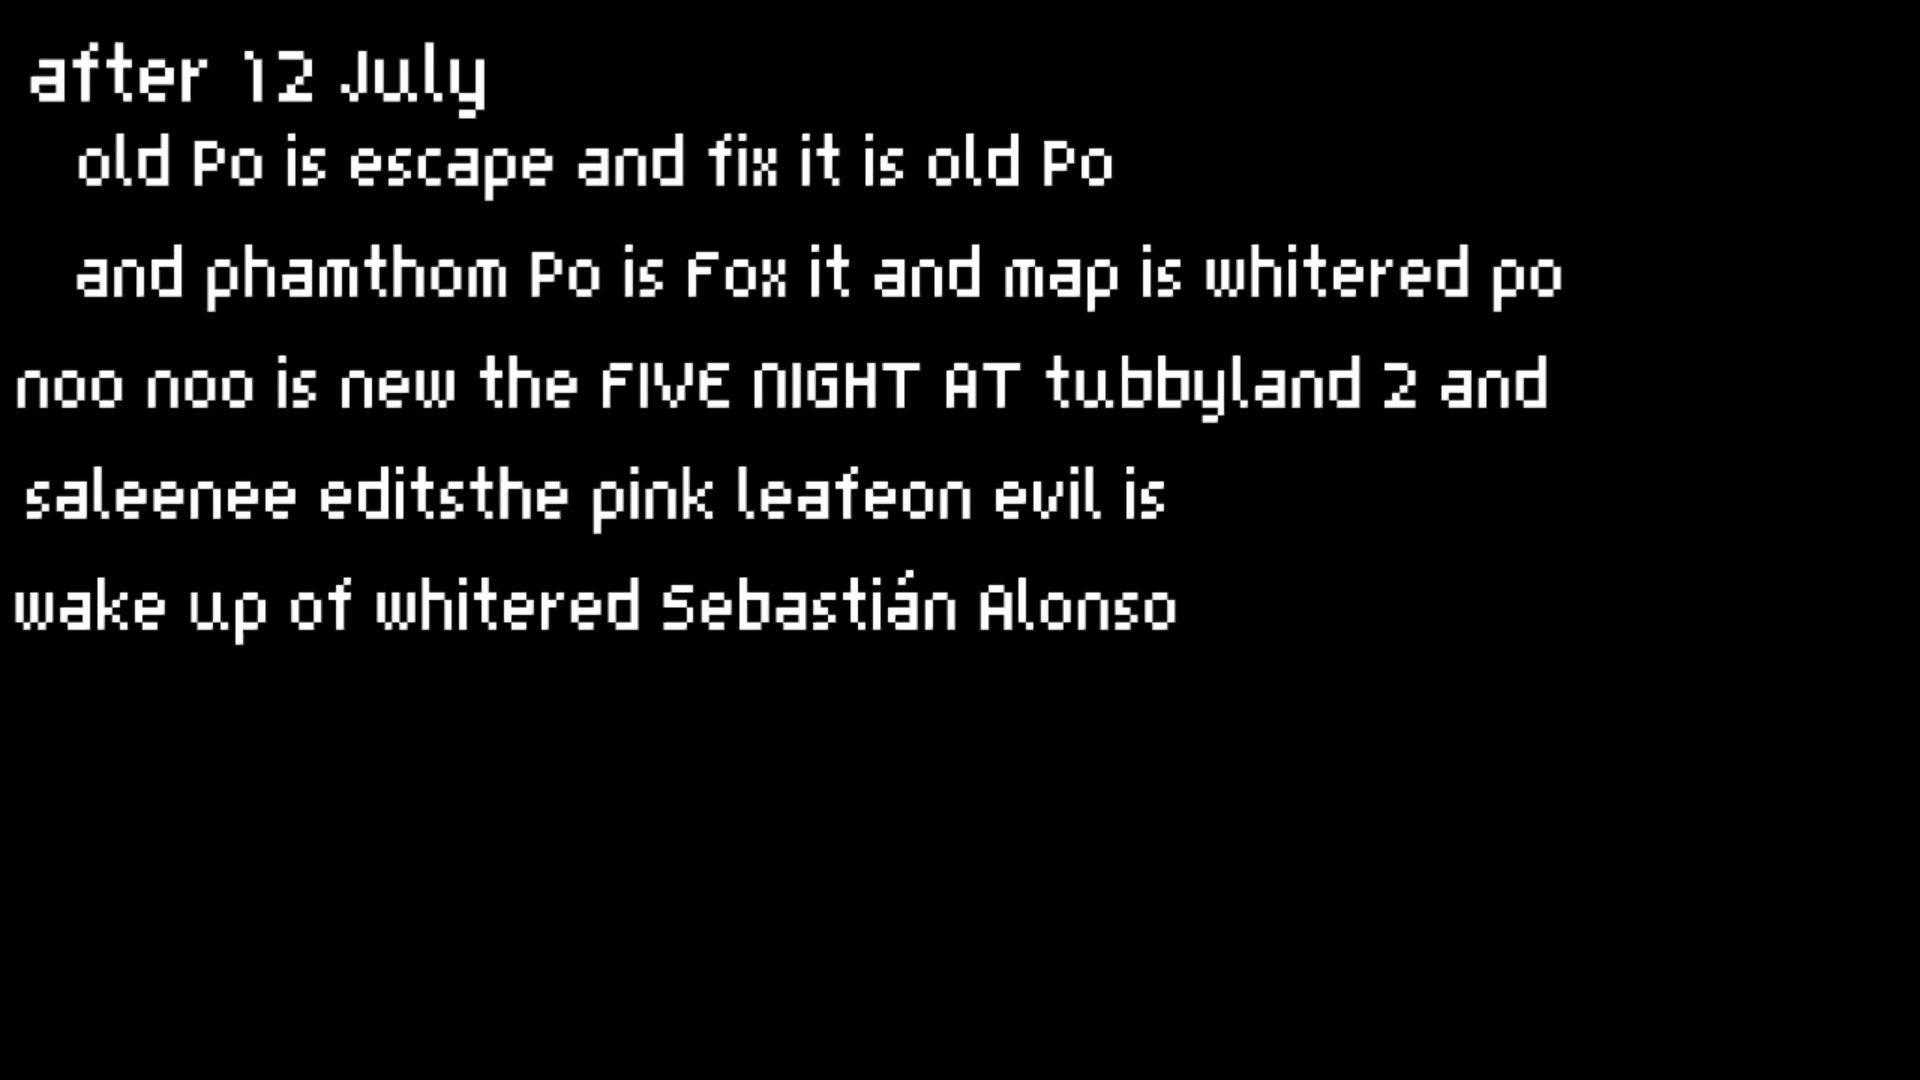 after 12 July
old Po is escape and fix it is old Po
and phamthom Po is Fox it and map is whitered po
noo noo is new the FIVE NIGHT AT tubbyland 2 and
saleenee editsthe pink leafeon evil is
wake up of whitered Sebastián Alonso